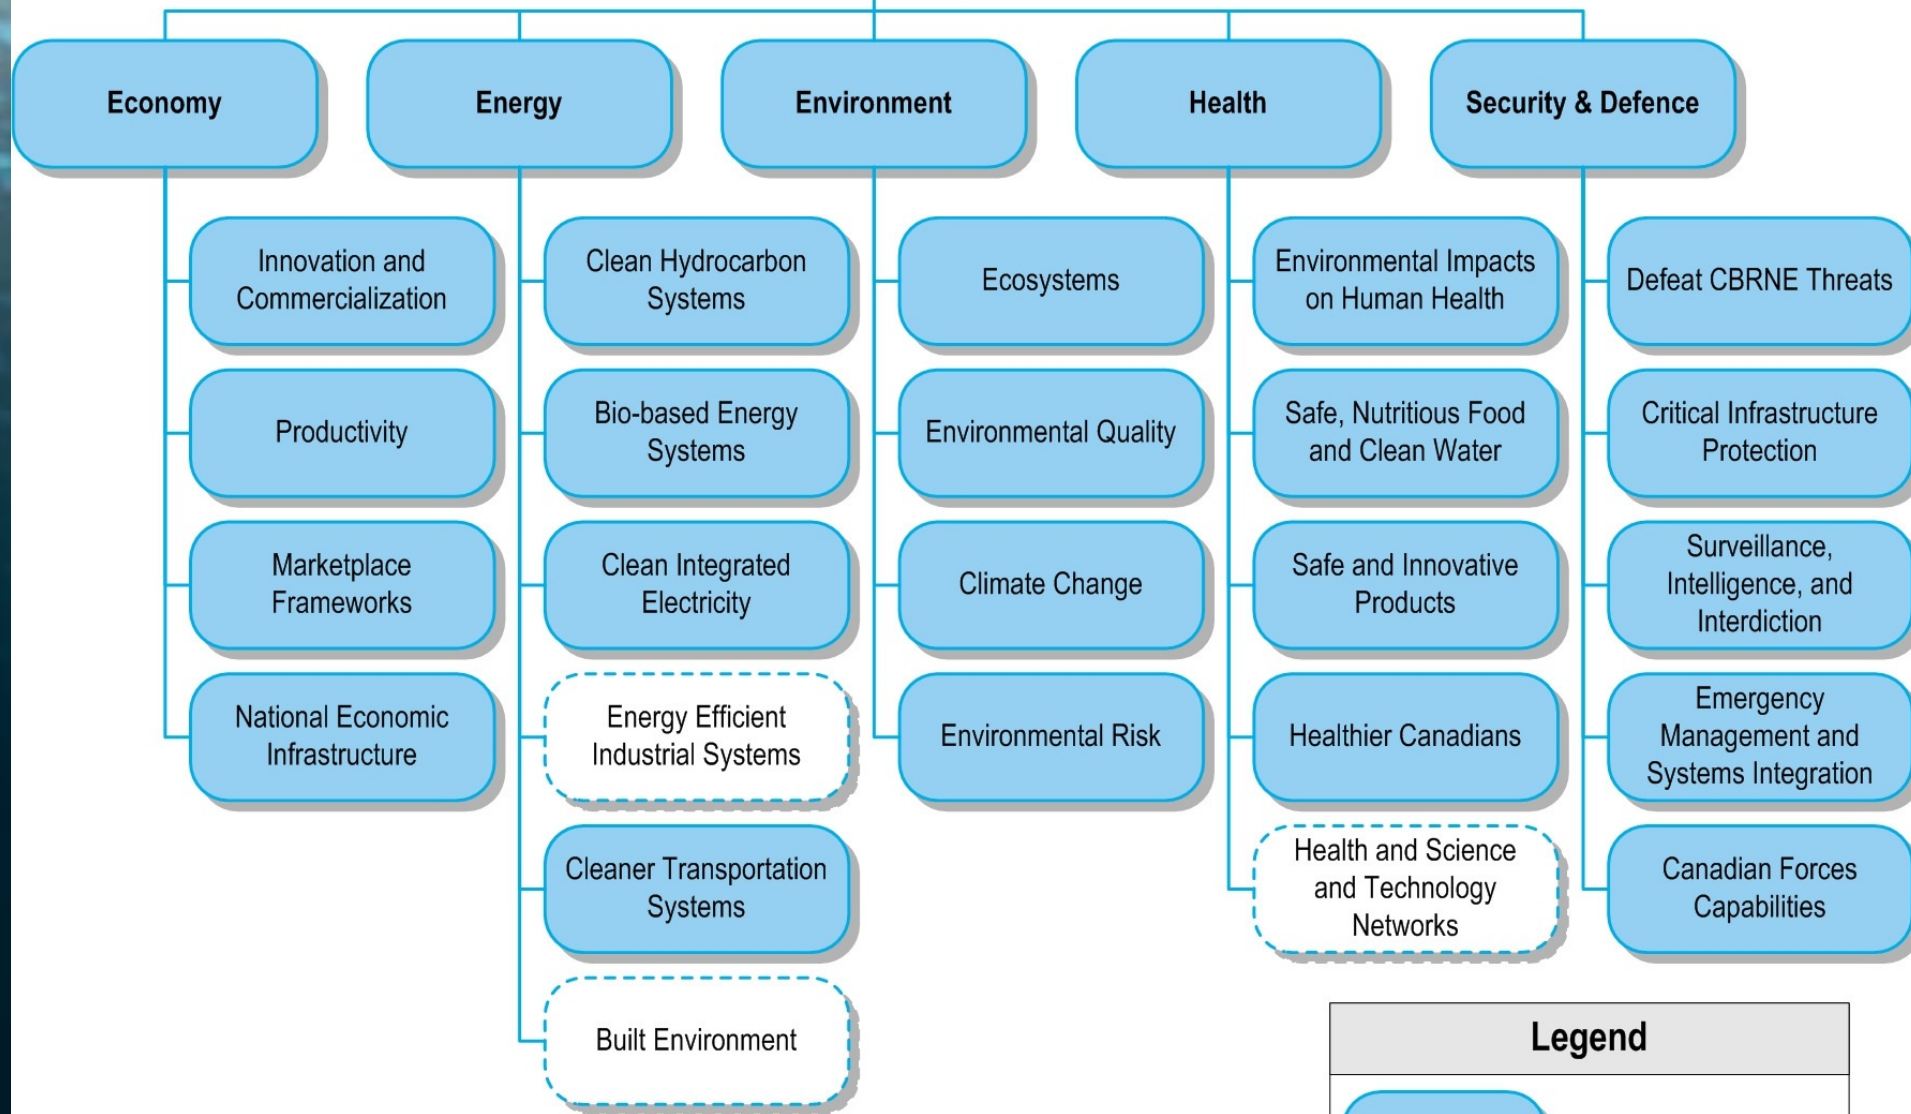 Economy
Energy
Environment
Health
Security & Defence
Innovation and
Commercialization
Productivity
Marketplace
Frameworks
National Economic
Infrastructure
Clean Hydrocarbon
Systems
Bio-based Energy
Systems
Clean Integrated
Electricity
Energy Efficient
Industrial Systems
Cleaner Transportation
Systems
Built Environment
Ecosystems
Environmental Quality
Climate Change
Environmental Risk
Environmental Impacts
on Human Health
Safe, Nutritious Food
and Clean Water
Safe and Innovative
Products
Healthier Canadians
Health and Science
and Technology
Networks
Defeat CBRNE Threats
Critical Infrastructure
Protection
Surveillance,
Intelligence, and
Interdiction
Emergency
Management and
Systems Integration
Canadian Forces
Capabilities
Legend